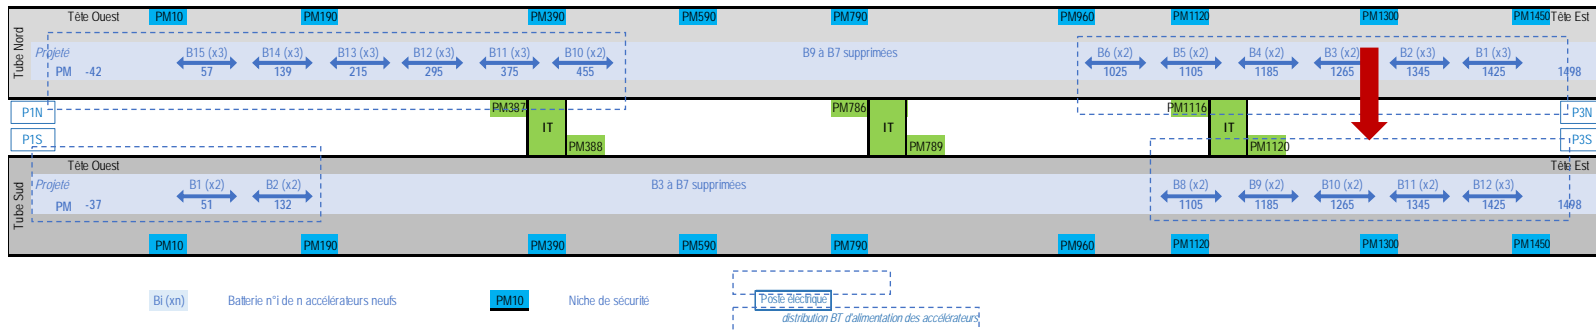 Tête Ouest PM10 PM190 PM390 PM590 PM790 PM960 PM1120 PM1300 PM1450 Tête Est
Tube Nord
Projeté B15 (x3) B14 (x3) B13 (x3) B12 (x3) B11 (x3) B10 (x2) B9 à B7 supprimées B6 (x2) B5 (x2) B4 (x2) B3 (x2) B2 (x3) B1 (x3)
PM -42 57 139 215 295 375 455 1025 1105 1185 1265 1345 1425 1498
P1N PM387 IT PM786 IT PM1116 IT P3N
P1S PM388 PM789 PM1120 P3S
Tête Ouest Tête Est
Tube Sud
Projeté B1 (x2) B2 (x2) B3 à B7 supprimées B8 (x2) B9 (x2) B10 (x2) B11 (x2) B12 (x3)
PM -37 51 132 1105 1185 1265 1345 1425 1498
PM10 PM190 PM390 PM590 PM790 PM960 PM1120 PM1300 PM1450
Bi (xn) Batterie n°i de n accélérateurs neufs PM10 Niche de sécurité Poste électrique
distribution BT d'alimentation des accélérateurs